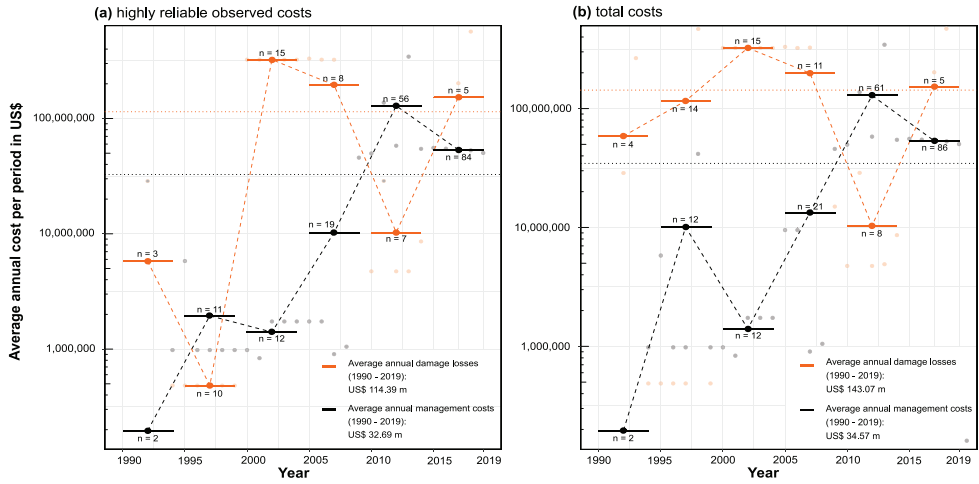 (a) highly reliable observed costs
(b) total costs
Average annual cost per period in US$
100,000,000
10,000,000
1,000,000
n = 3
n = 2
n = 10
n = 11
n = 15
n = 12
n = 8
n = 19
n = 56
n = 7
n = 5
n = 84
Average annual damage losses
(1990 - 2019):
US$ 114.39 m
Average annual management costs
(1990 - 2019):
US$ 32.69 m
1990
1995
2000
2005
2010
2015
2019
Year
100,000,000
10,000,000
1,000,000
n = 4
n = 2
n = 14
n = 12
n = 15
n = 12
n = 11
n = 21
n = 61
n = 8
n = 5
n = 86
Average annual damage losses
(1990 - 2019):
US$ 143.07 m
Average annual management costs
(1990 - 2019):
US$ 34.57 m
1990
1995
2000
2005
2010
2015
2019
Year